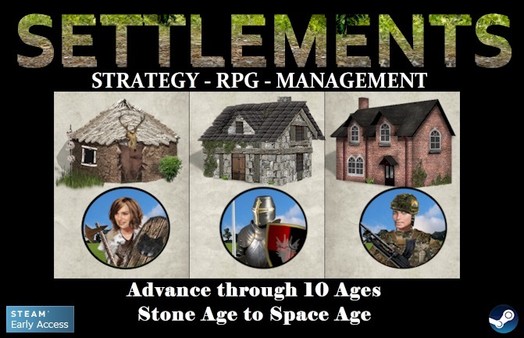 SETTLEMENTS
STRATEGY - RPG - MANAGEMENT
Advance through 10 Ages
Stone Age to Space Age
STEAM
Early Access